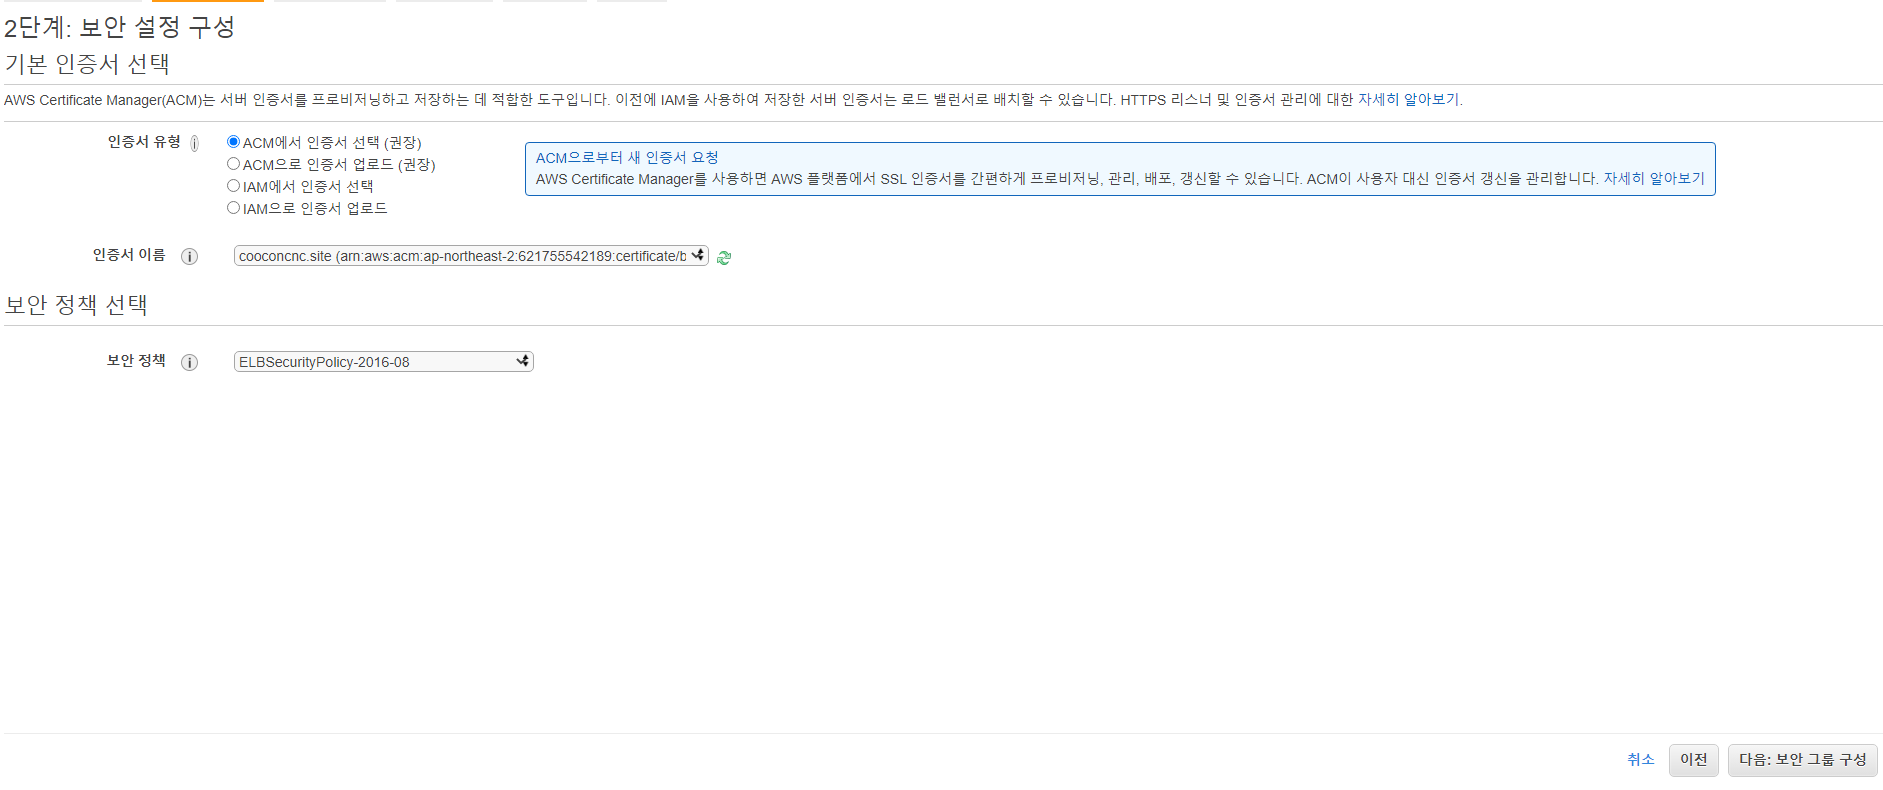 2단계: 보안 설정 구성
기본 인증서 선택
AWS Certificate Manager(ACM)는 서버 인증서를 프로비저닝하고 저장하는 데 적합한 도구입니다. 이전에 IAM을 사용하여 저장한 서버 인증서는 로드 밸런서로 배치할 수 있습니다. HTTPS 리스너 및 인증서 관리에 대한 자세히 알아보기.
인증서 유형 i
ACM에서 인증서 선택 (권장)
ACM으로 인증서 업로드 (권장)
IAM에서 인증서 선택
IAM으로 인증서 업로드
ACM으로부터 새 인증서 요청
AWS Certificate Manager를 사용하면 AWS 플랫폼에서 SSL 인증서를 간편하게 프로비저닝, 관리, 배포, 갱신할 수 있습니다. ACM이 사용자 대신 인증서 갱신을 관리합니다. 자세히 알아보기
인증서 이름 i cooconcnc.site (arn:aws:acm:ap-northeast-2:621755542189:certificate/b
보안 정책 선택
보안 정책 i ELBSecurityPolicy-2016-08
취소 이전 다음: 보안 그룹 구성